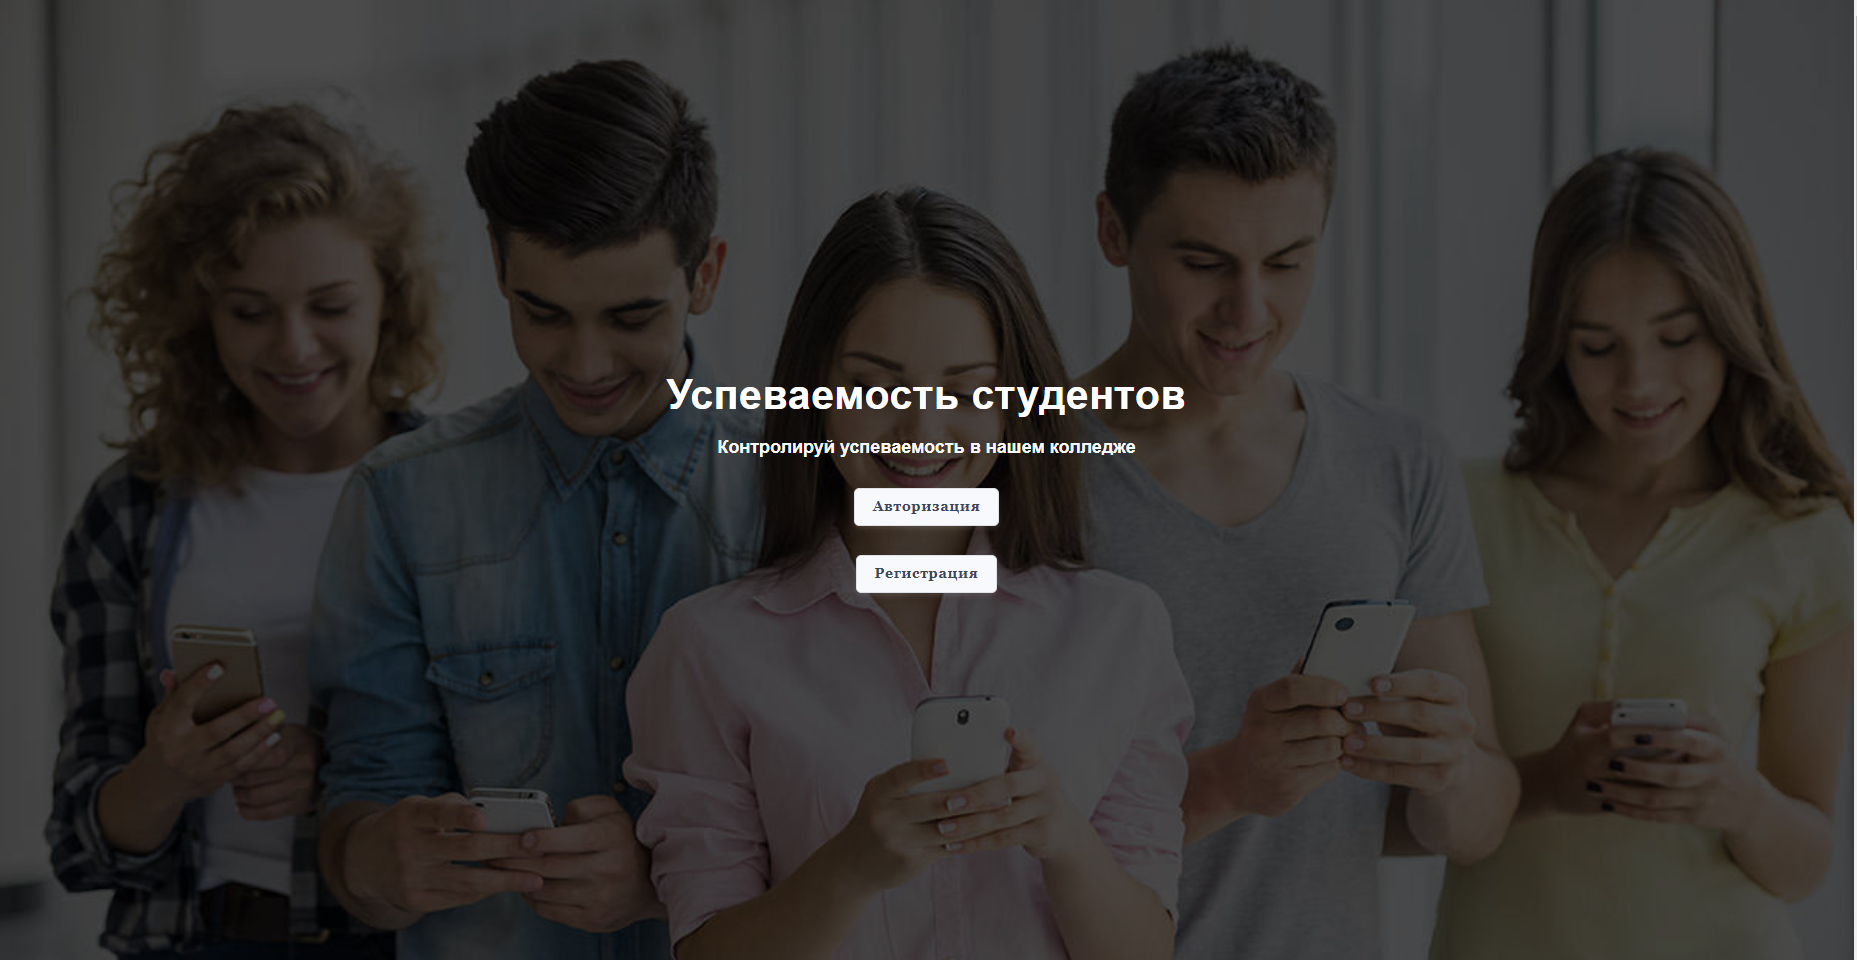 Успеваемость студентов
Контролируй успеваемость в нашем колледже
Авторизация
Регистрация